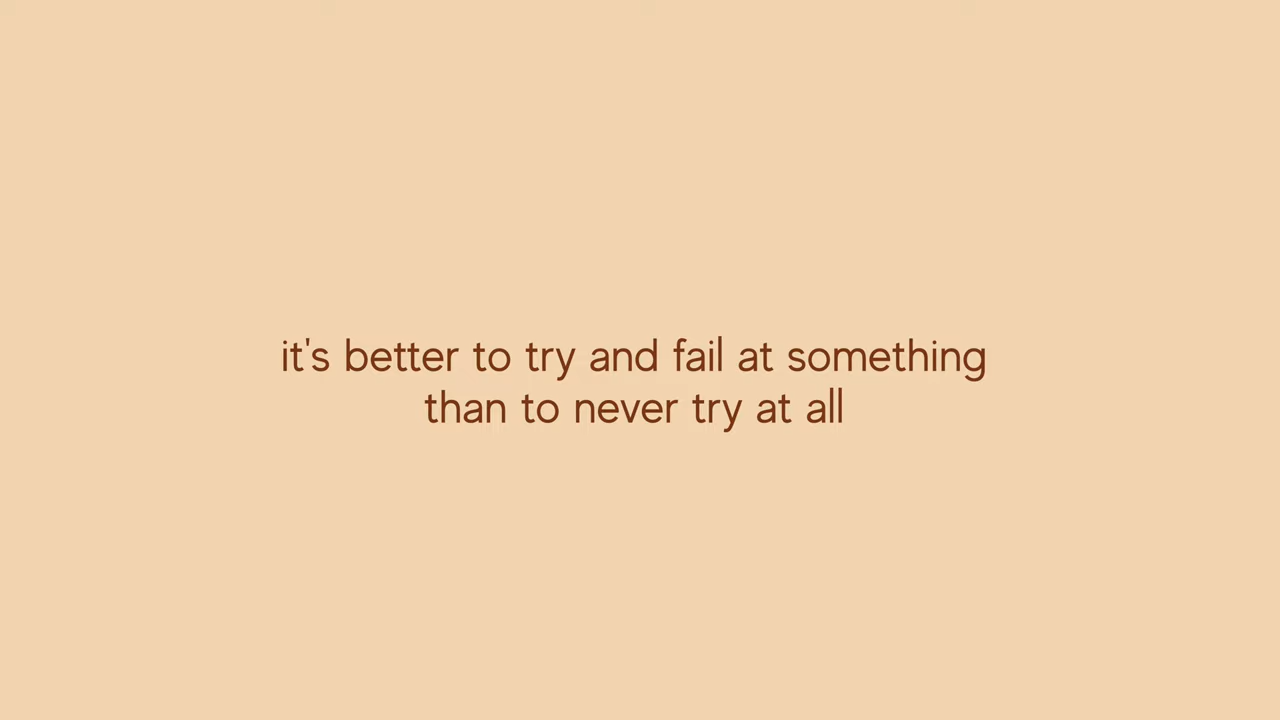 it's better to try and fail at something
than to never try at all